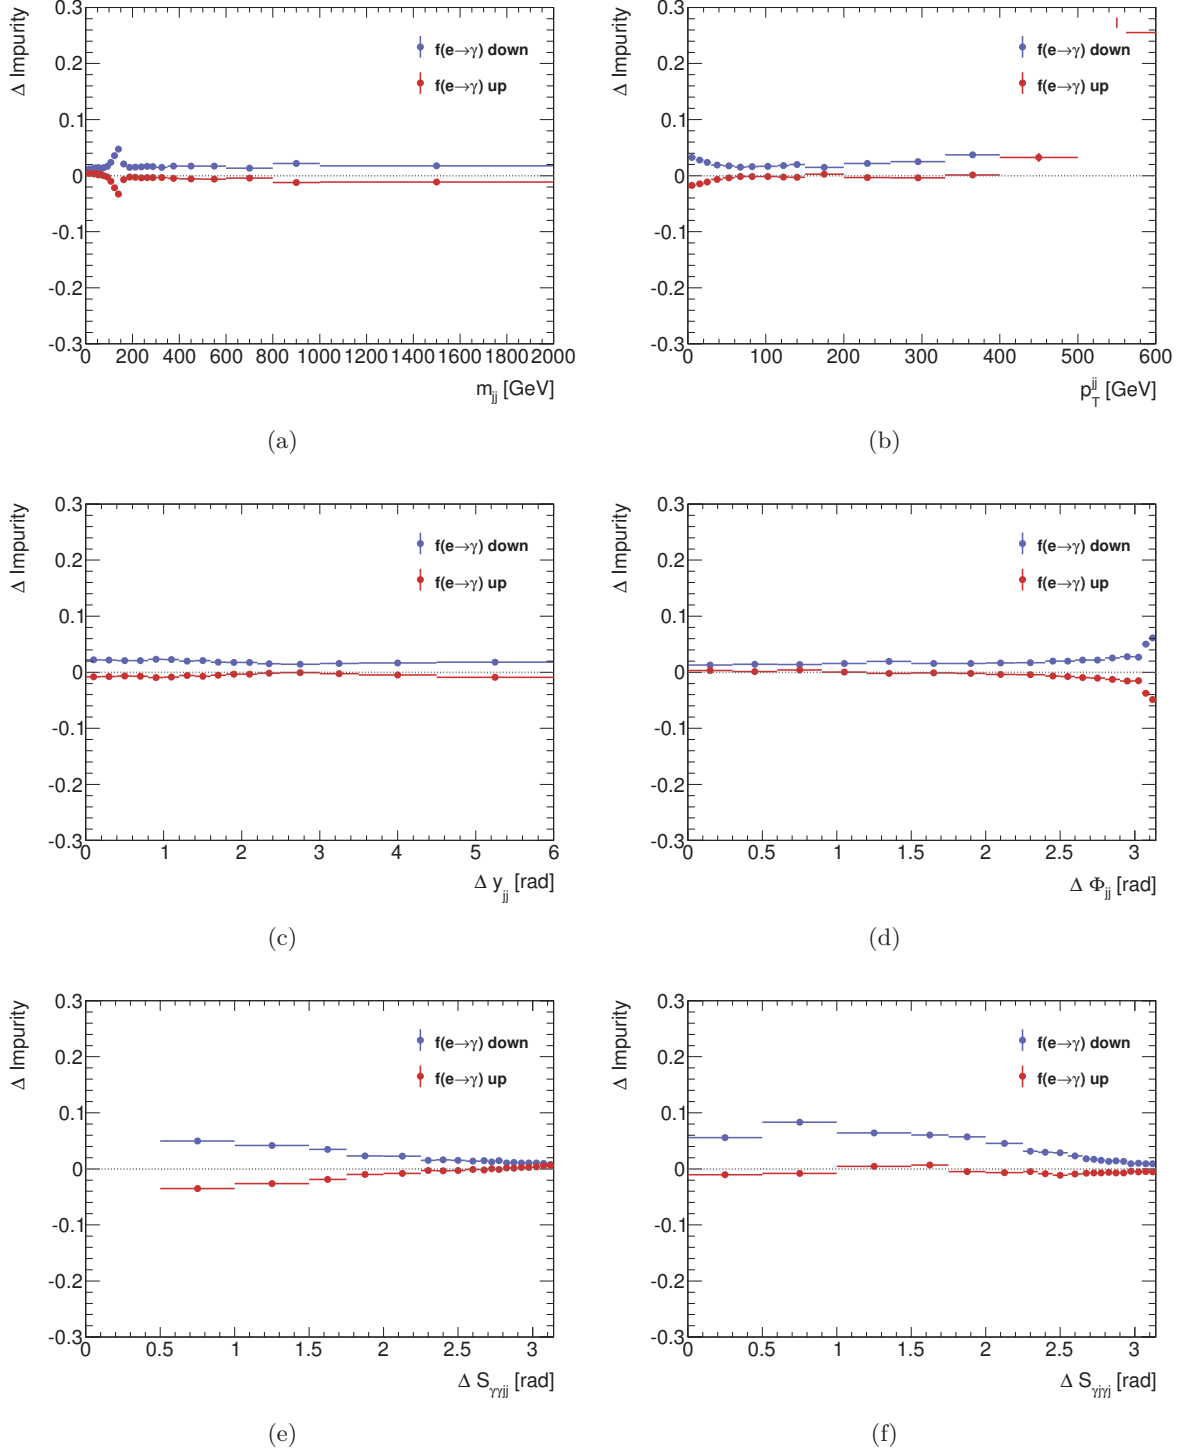 Δ Impurity
0.3
0.2
0.1
0
-0.1
-0.2
-0.3
f(e→γ) down
f(e→γ) up
0 200 400 600 800 1000 1200 1400 1600 1800 2000
m_jj [GeV]
(a)
Δ Impurity
0.3
0.2
0.1
0
-0.1
-0.2
-0.3
f(e→γ) down
f(e→γ) up
0 100 200 300 400 500 600
p_T^jj [GeV]
(b)
Δ Impurity
0.3
0.2
0.1
0
-0.1
-0.2
-0.3
f(e→γ) down
f(e→γ) up
0 1 2 3 4 5 6
Δ y_jj [rad]
(c)
Δ Impurity
0.3
0.2
0.1
0
-0.1
-0.2
-0.3
f(e→γ) down
f(e→γ) up
0 0.5 1 1.5 2 2.5 3
Δ Φ_jj [rad]
(d)
Δ Impurity
0.3
0.2
0.1
0
-0.1
-0.2
-0.3
f(e→γ) down
f(e→γ) up
0 0.5 1 1.5 2 2.5 3
Δ S_γγjj [rad]
(e)
Δ Impurity
0.3
0.2
0.1
0
-0.1
-0.2
-0.3
f(e→γ) down
f(e→γ) up
0 0.5 1 1.5 2 2.5 3
Δ S_γjγj [rad]
(f)